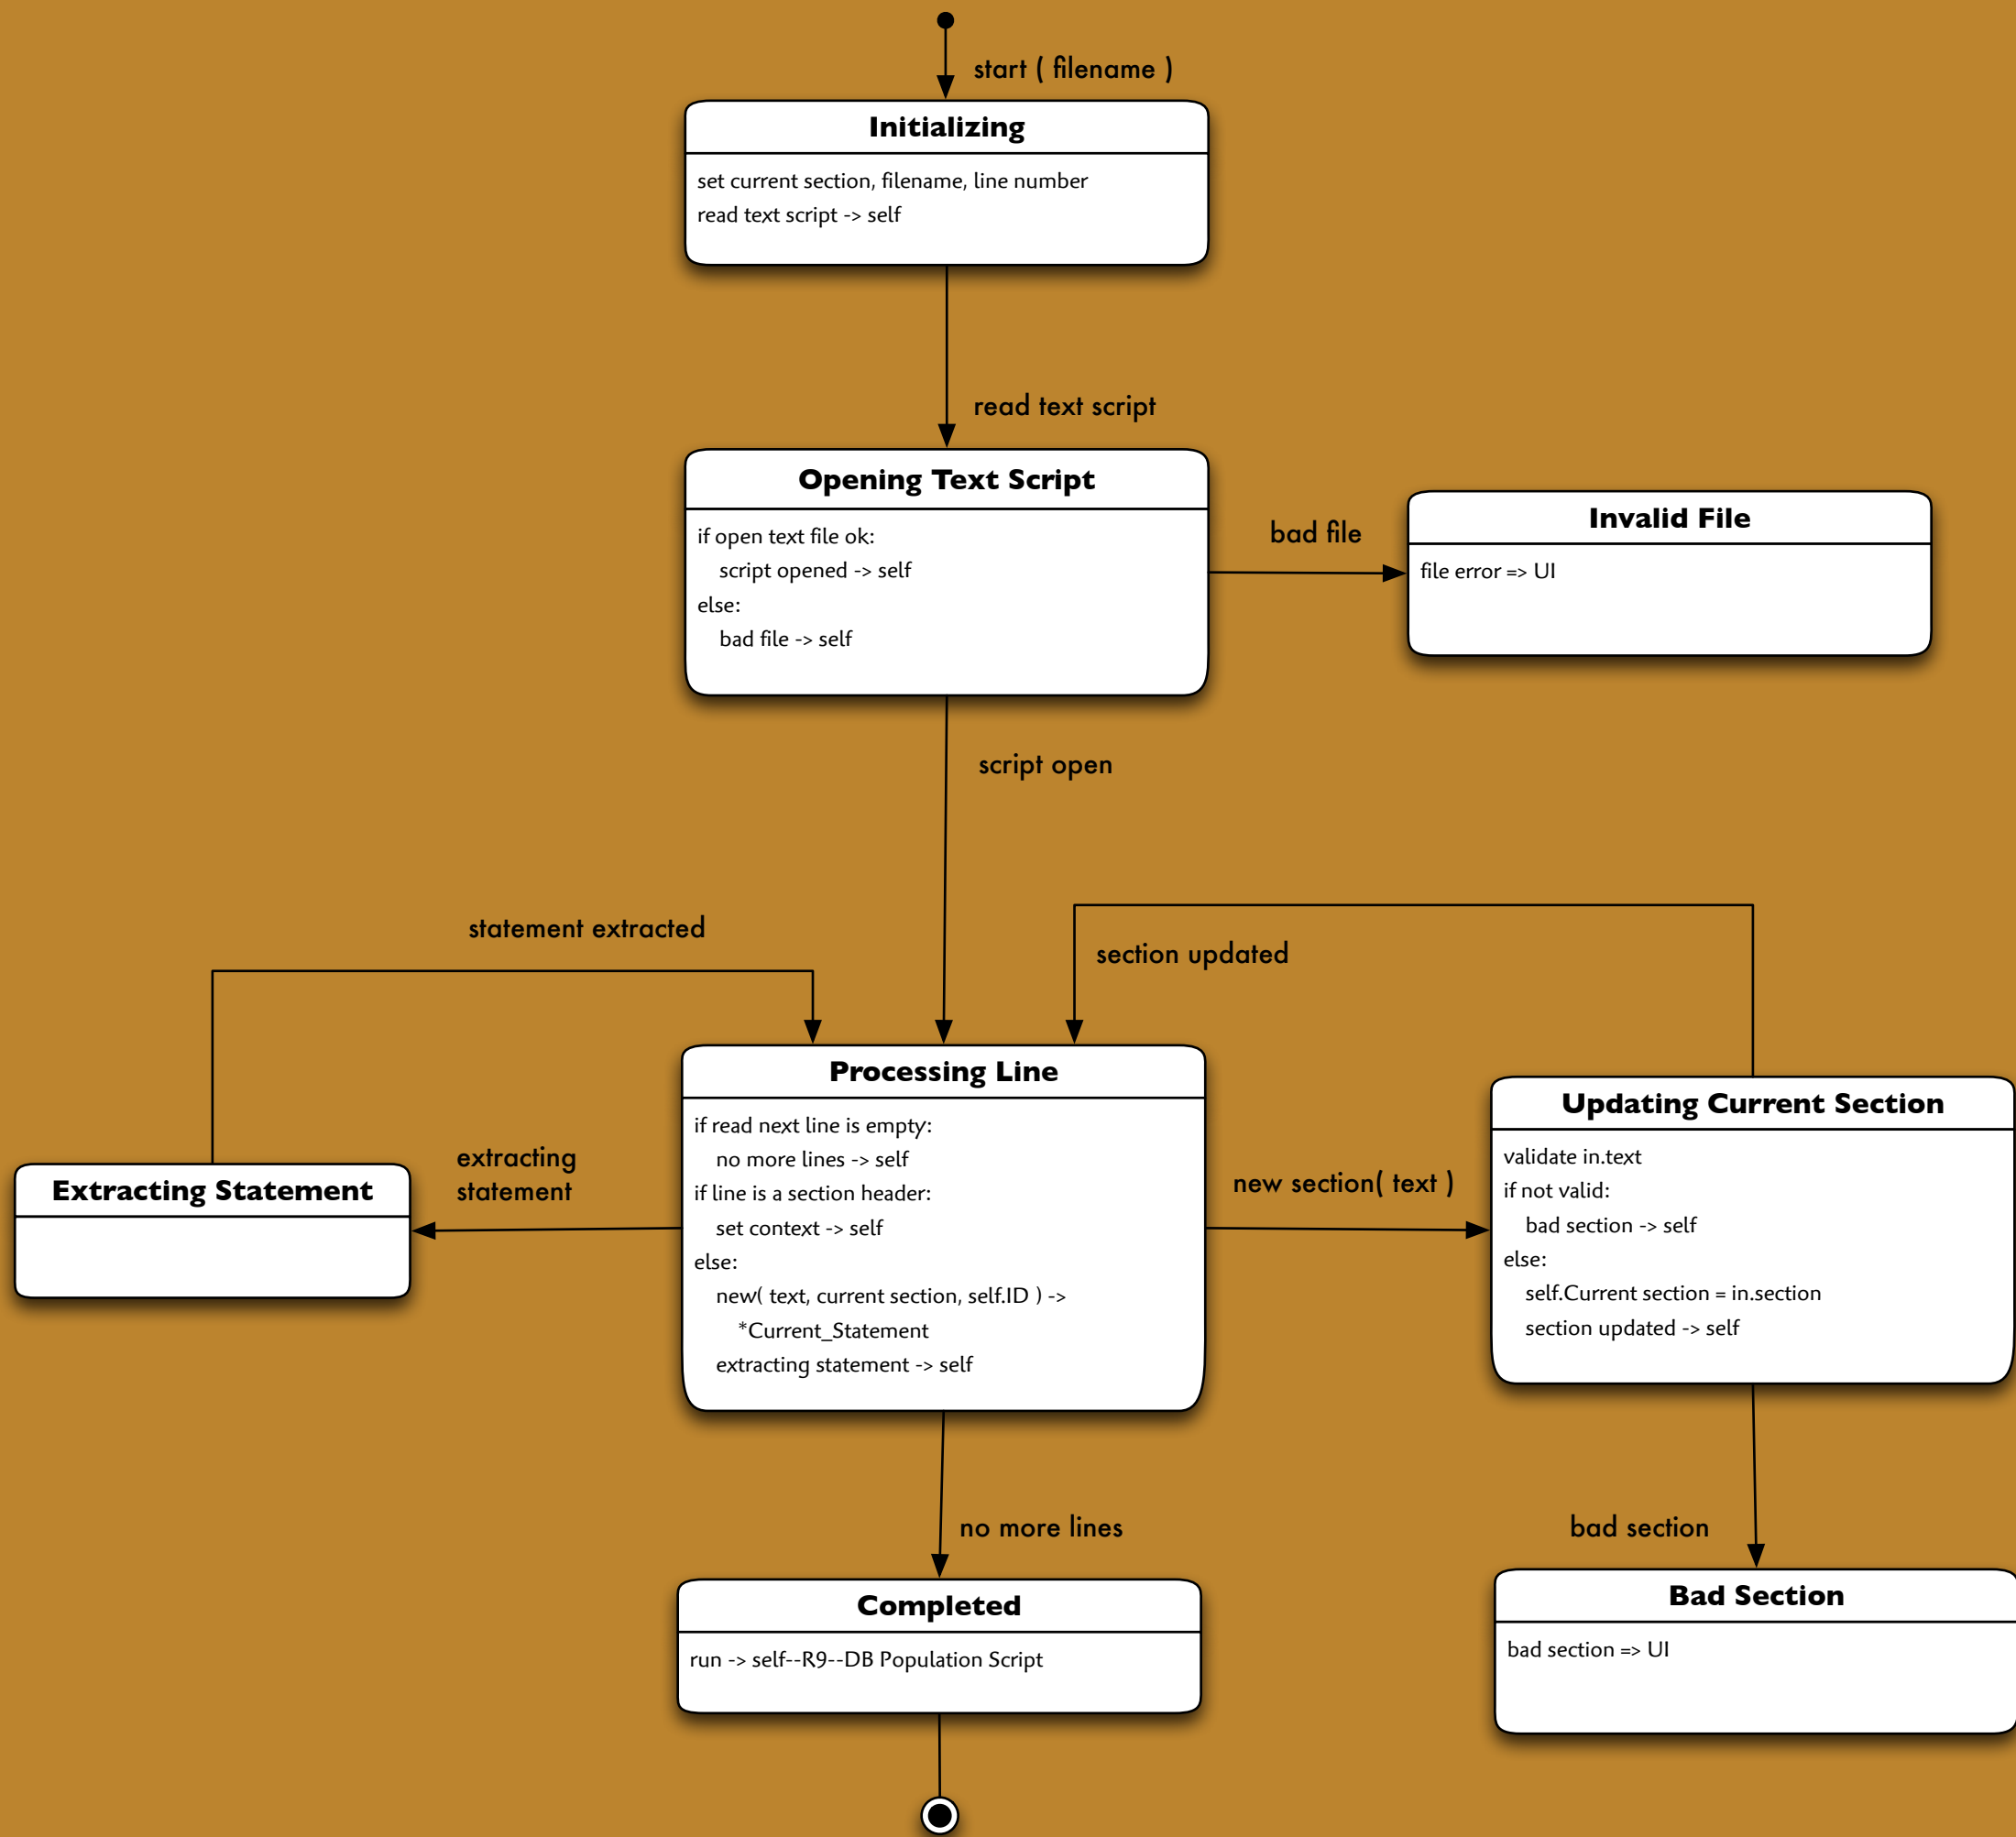 start ( filename )
Initializing
set current section, filename, line number
read text script -> self
read text script
Opening Text Script
if open text file ok:
script opened -> self
else:
bad file -> self
bad file
Invalid File
file error => UI
script open
statement extracted
section updated
Processing Line
if read next line is empty:
no more lines -> self
if line is a section header:
set context -> self
else:
new( text, current section, self.ID ) ->
*Current_Statement
extracting statement -> self
extracting
statement
Extracting Statement
new section( text )
Updating Current Section
validate in.text
if not valid:
bad section -> self
else:
self.Current section = in.section
section updated -> self
no more lines
bad section
Completed
run -> self--R9--DB Population Script
Bad Section
bad section => UI